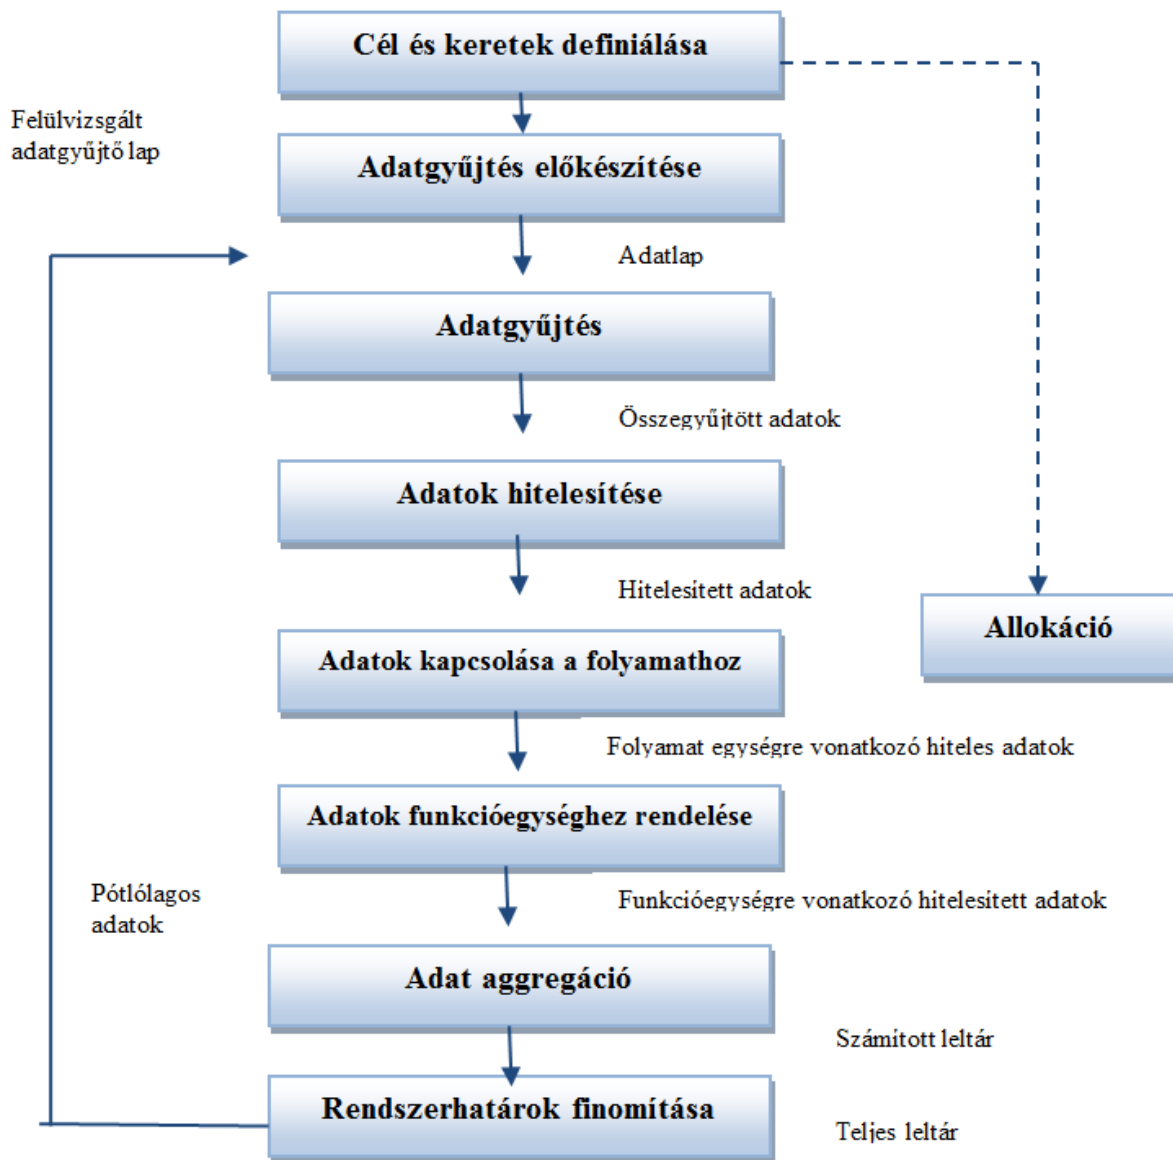 Cél és keretek definiálása
Felülvizsgált
adatgyűjtő lap
Adatgyűjtés előkészítése
Adatlap
Adatgyűjtés
Összegyűjtött adatok
Adatok hitelesítése
Hitelesített adatok
Allokáció
Adatok kapcsolása a folyamathoz
Folyamat egységre vonatkozó hiteles adatok
Adatok funkcióegységhez rendelése
Pótlólagos
adatok
Funkcióegységre vonatkozó hitelesített adatok
Adat aggregáció
Számított leltár
Rendszerhatárok finomítása
Teljes leltár